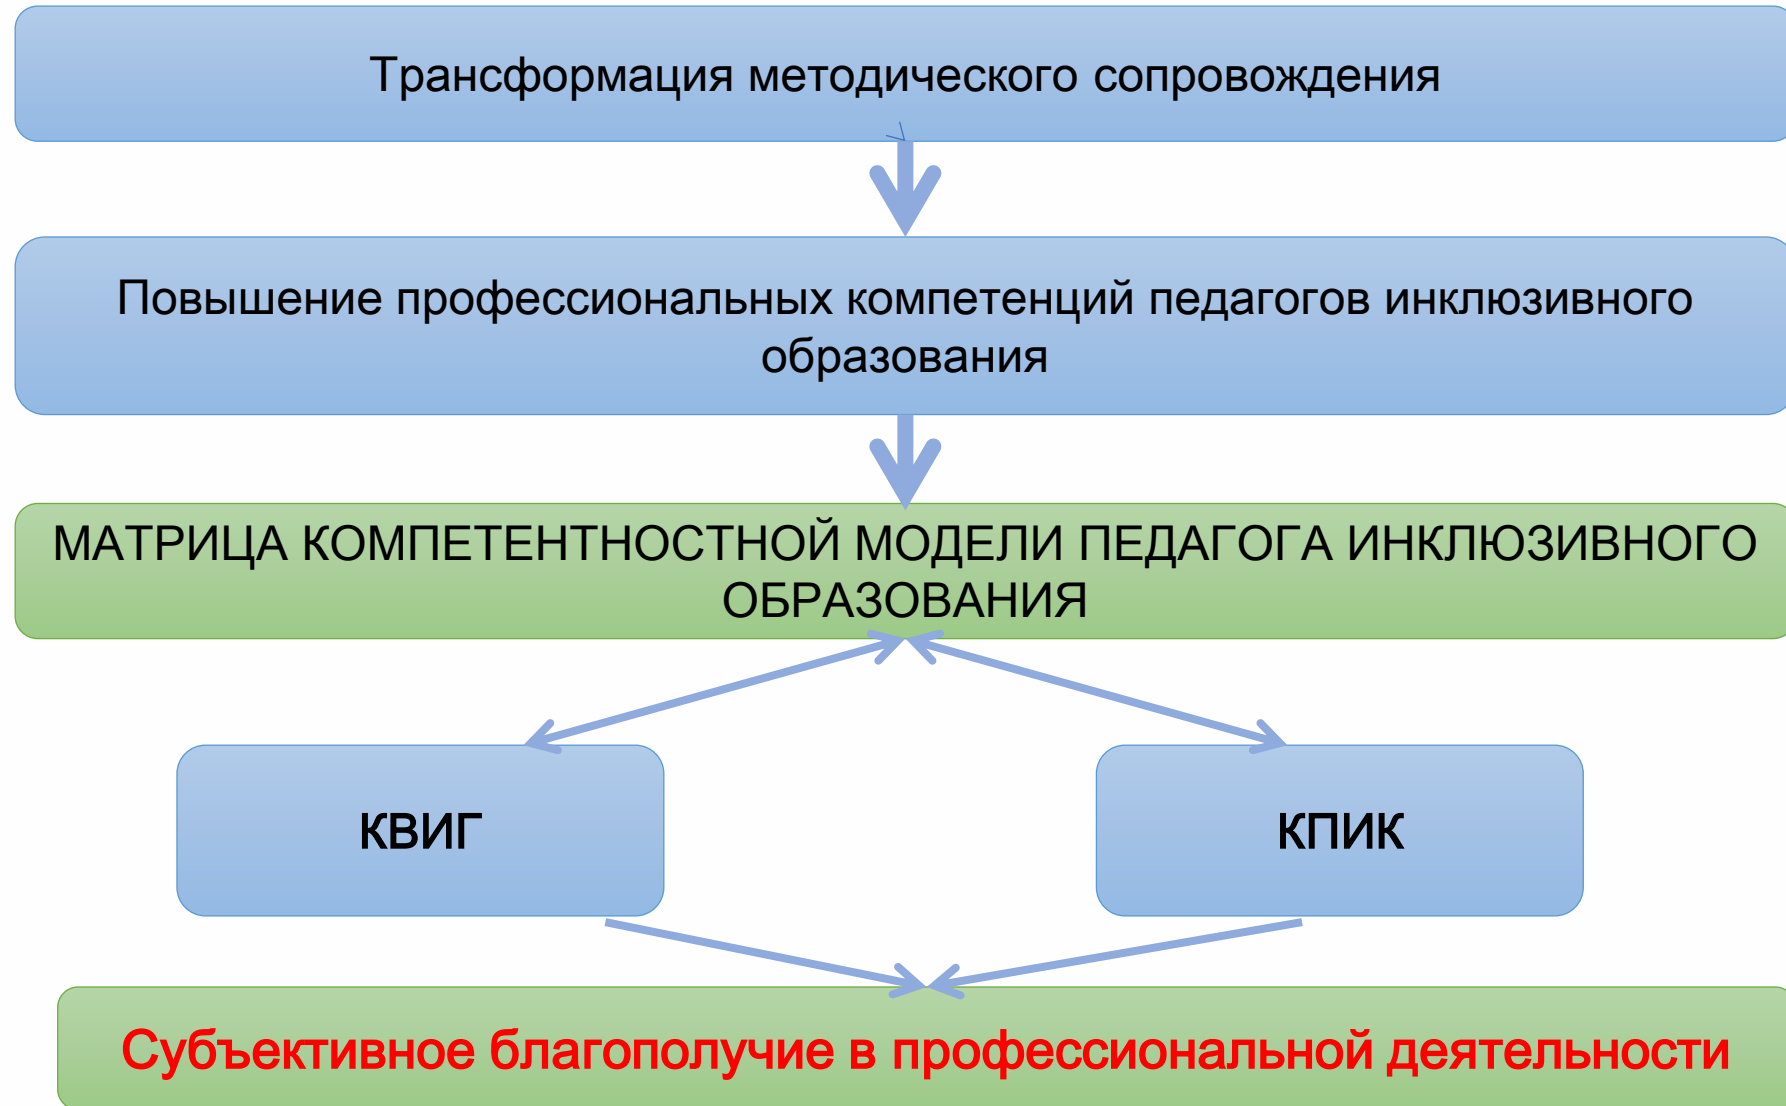 Трансформация методического сопровождения
Повышение профессиональных компетенций педагогов инклюзивного
образования
МАТРИЦА КОМПЕТЕНТНОСТНОЙ МОДЕЛИ ПЕДАГОГА ИНКЛЮЗИВНОГО
ОБРАЗОВАНИЯ
КВИГ
КПИК
Субъективное благополучие в профессиональной деятельности